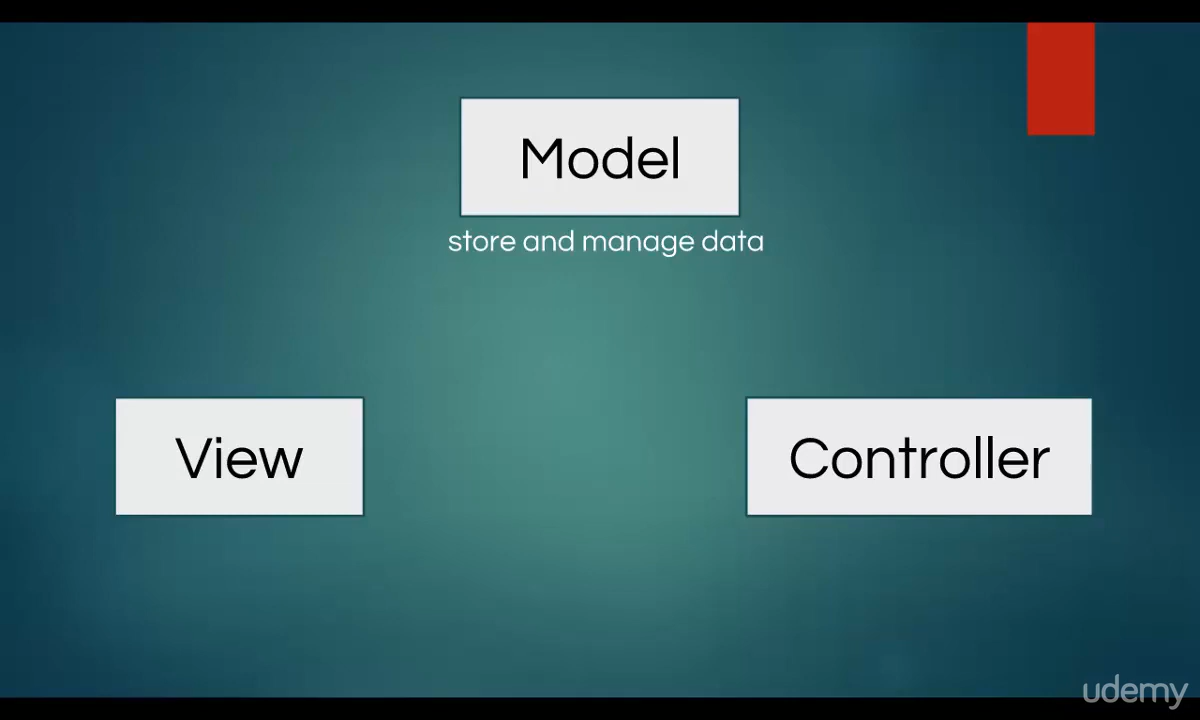 Model
store and manage data
View
Controller
udemy